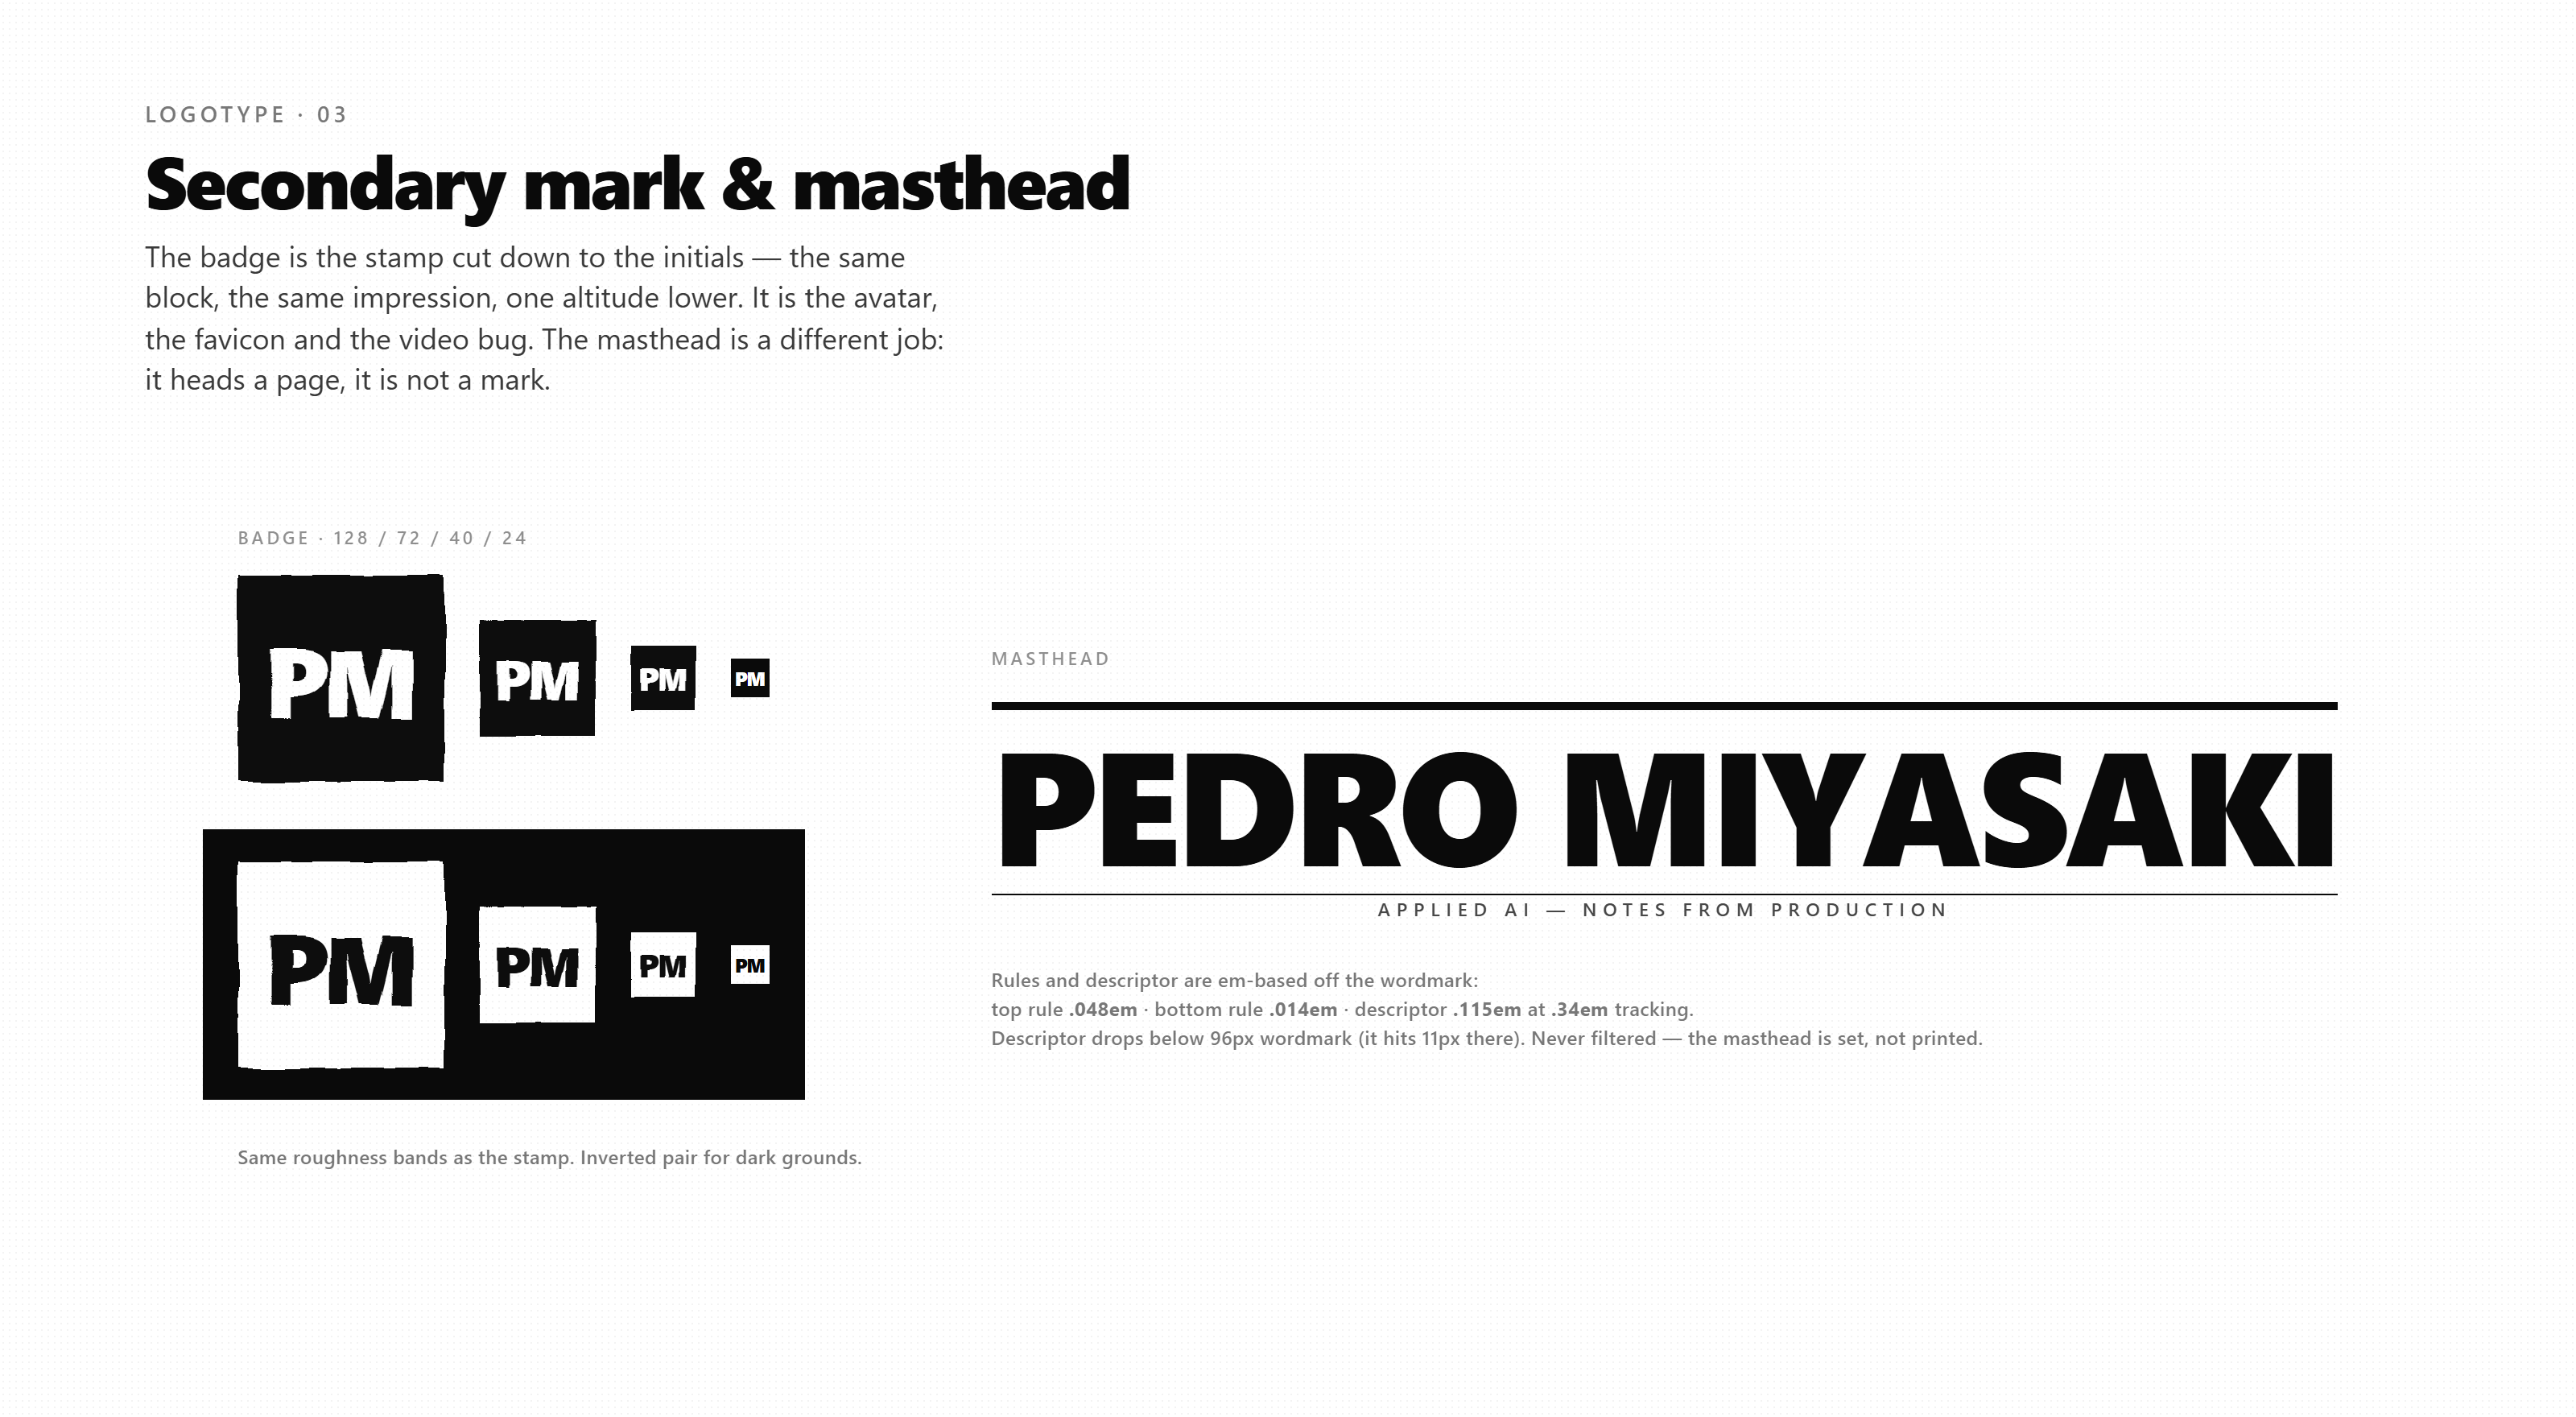 LOGOTYPE · 03
Secondary mark & masthead
The badge is the stamp cut down to the initials — the same
block, the same impression, one altitude lower. It is the avatar,
the favicon and the video bug. The masthead is a different job:
it heads a page, it is not a mark.
BADGE · 128 / 72 / 40 / 24
PM PM PM PM
PM PM PM PM
Same roughness bands as the stamp. Inverted pair for dark grounds.
MASTHEAD
PEDRO MIYASAKI
APPLIED AI — NOTES FROM PRODUCTION
Rules and descriptor are em-based off the wordmark:
top rule .048em · bottom rule .014em · descriptor .115em at .34em tracking.
Descriptor drops below 96px wordmark (it hits 11px there). Never filtered — the masthead is set, not printed.